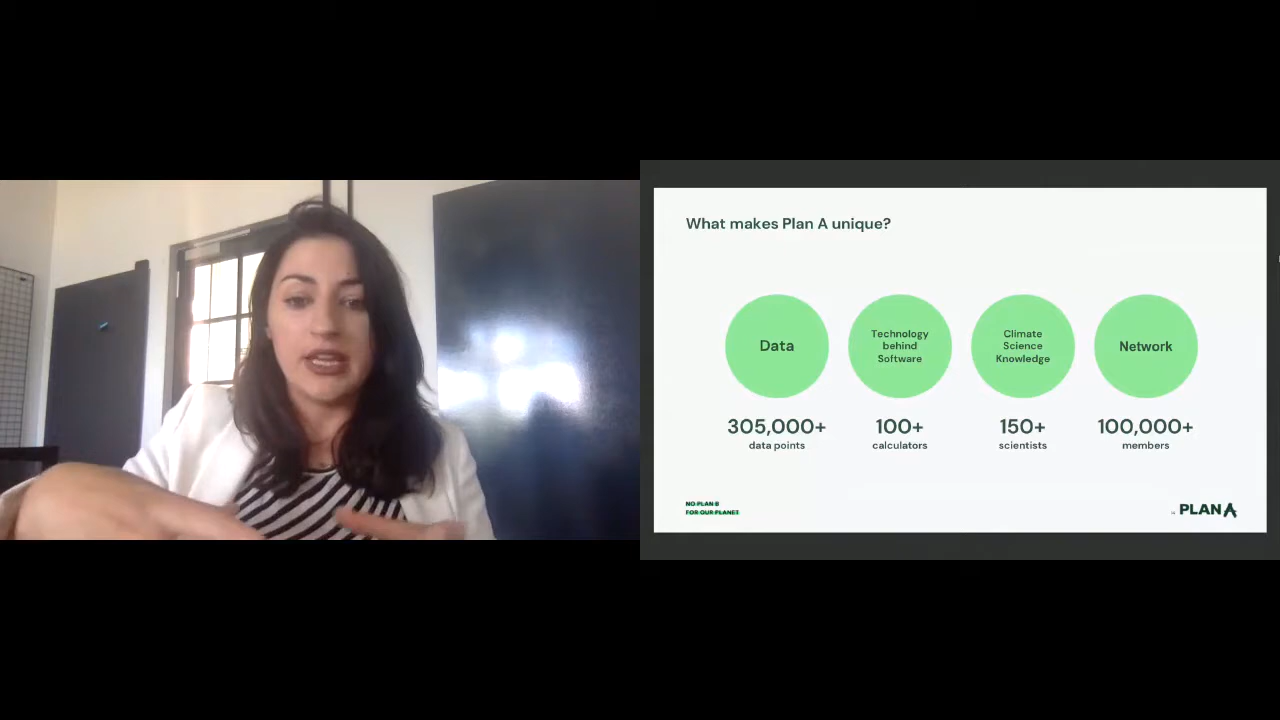 What makes Plan A unique?
Data
Technology
behind
Software
Climate
Science
Knowledge
Network
305,000+
data points
100+
calculators
150+
scientists
100,000+
members
NO PLAN B
FOR OUR PLANET
PLAN A